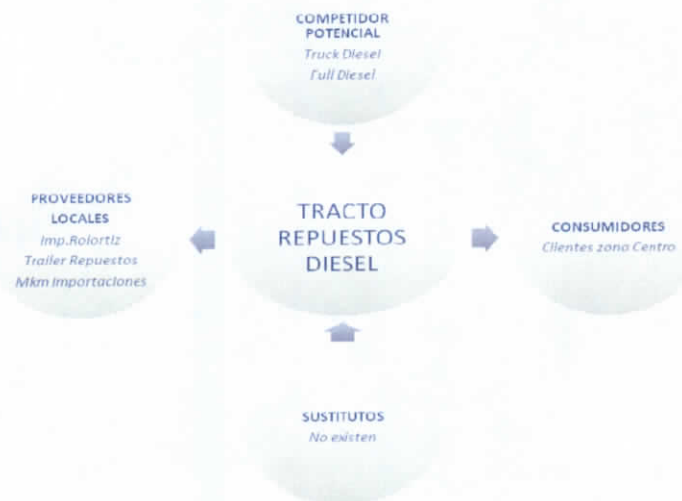 COMPETIDOR
POTENCIAL
Truck Diesel
Full Diesel
PROVEEDORES
LOCALES
Imp.Rolortiz
Trailer Repuestos
Mkm Importaciones
TRACTO
REPUESTOS
DIESEL
CONSUMIDORES
Clientes zona Centro
SUSTITUTOS
No existen